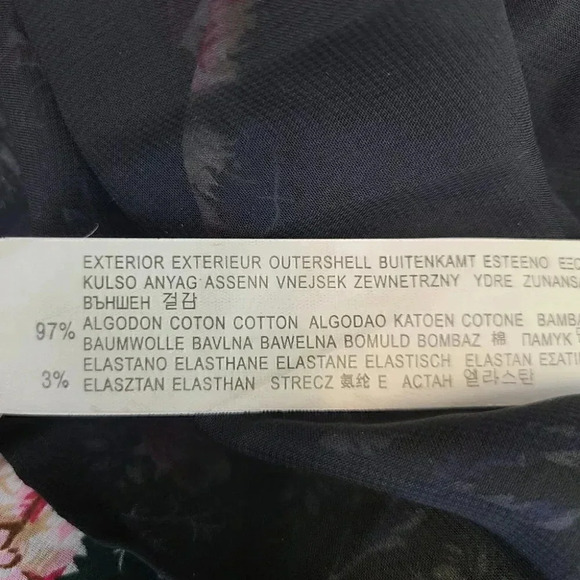 EXTERIOR EXTERIEUR OUTERSHELL BUITENKAMT ESTEENO
KULSO ANYAG ASSENN VNEJSEK ZEWNETRZNY YDRE ZUNANS
ВЪНШЕН 겉감
97% ALGODON COTON COTTON ALGODAO KATOEN COTONE BAMBA
BAUMWOLLE BAVLNA BAWELNA BOMULD BOMBAZ 棉 ПАМУК
3% ELASTANO ELASTHANE ELASTANE ELASTISCH ELASTAN ΕΣΑΤΙ
ELASZTAN ELASTHAN STRECZ 氨纶 Е АСТАН 엘라스틴